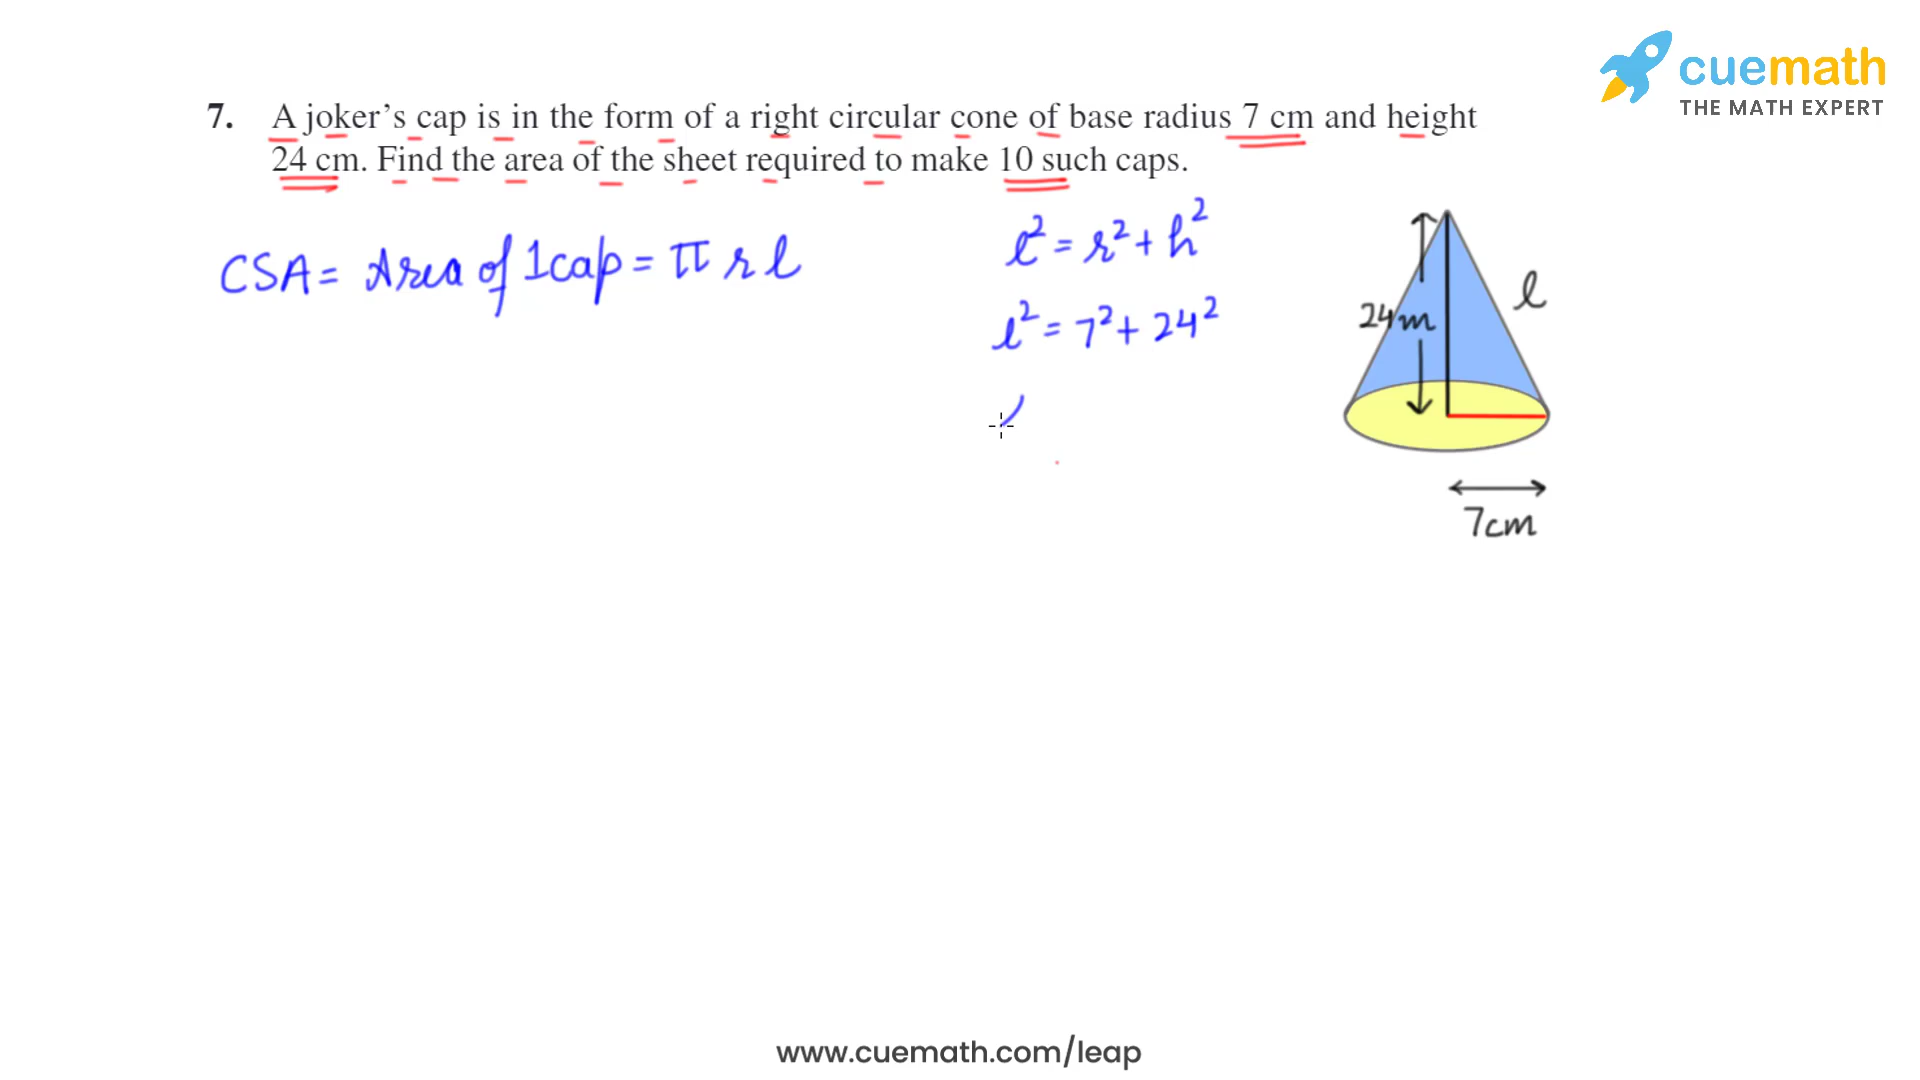 cuemath
THE MATH EXPERT
7. A joker’s cap is in the form of a right circular cone of base radius 7 cm and height
24 cm. Find the area of the sheet required to make 10 such caps.
CSA = Area of 1cap = π r l
l² = r² + h²
l² = 7² + 24²
24m
l
7cm
www.cuemath.com/leap